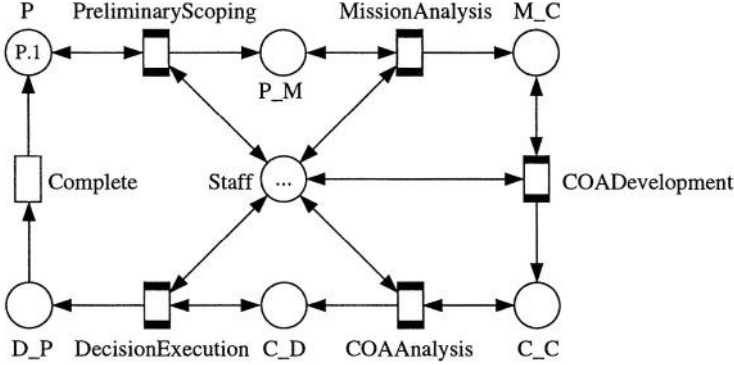 P PreliminaryScoping MissionAnalysis M_C
P.1
P_M
Complete Staff ... COADevelopment
D_P DecisionExecution C_D COAAnalysis C_C